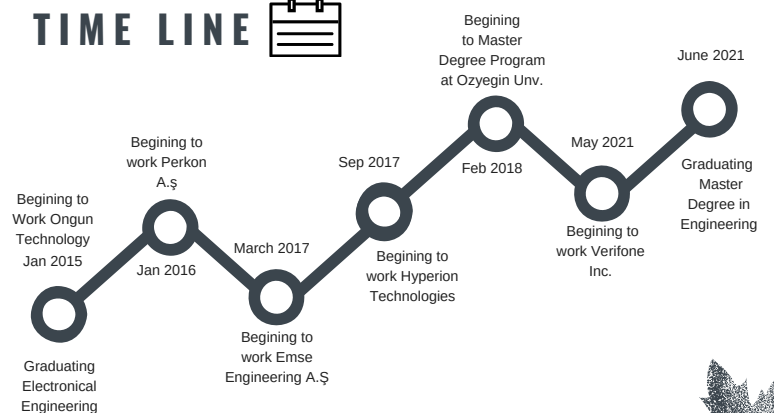 TIME LINE
Begining to
Work Ongun
Technology
Jan 2015
Graduating
Electronical
Engineering
Begining to
work Perkon
A.ş
Jan 2016
March 2017
Begining to
work Emse
Engineering A.Ş
Sep 2017
Begining to
work Hyperion
Technologies
Begining
to Master
Degree Program
at Ozyegin Unv.
Feb 2018
May 2021
Begining to
work Verifone
Inc.
June 2021
Graduating
Master
Degree in
Engineering